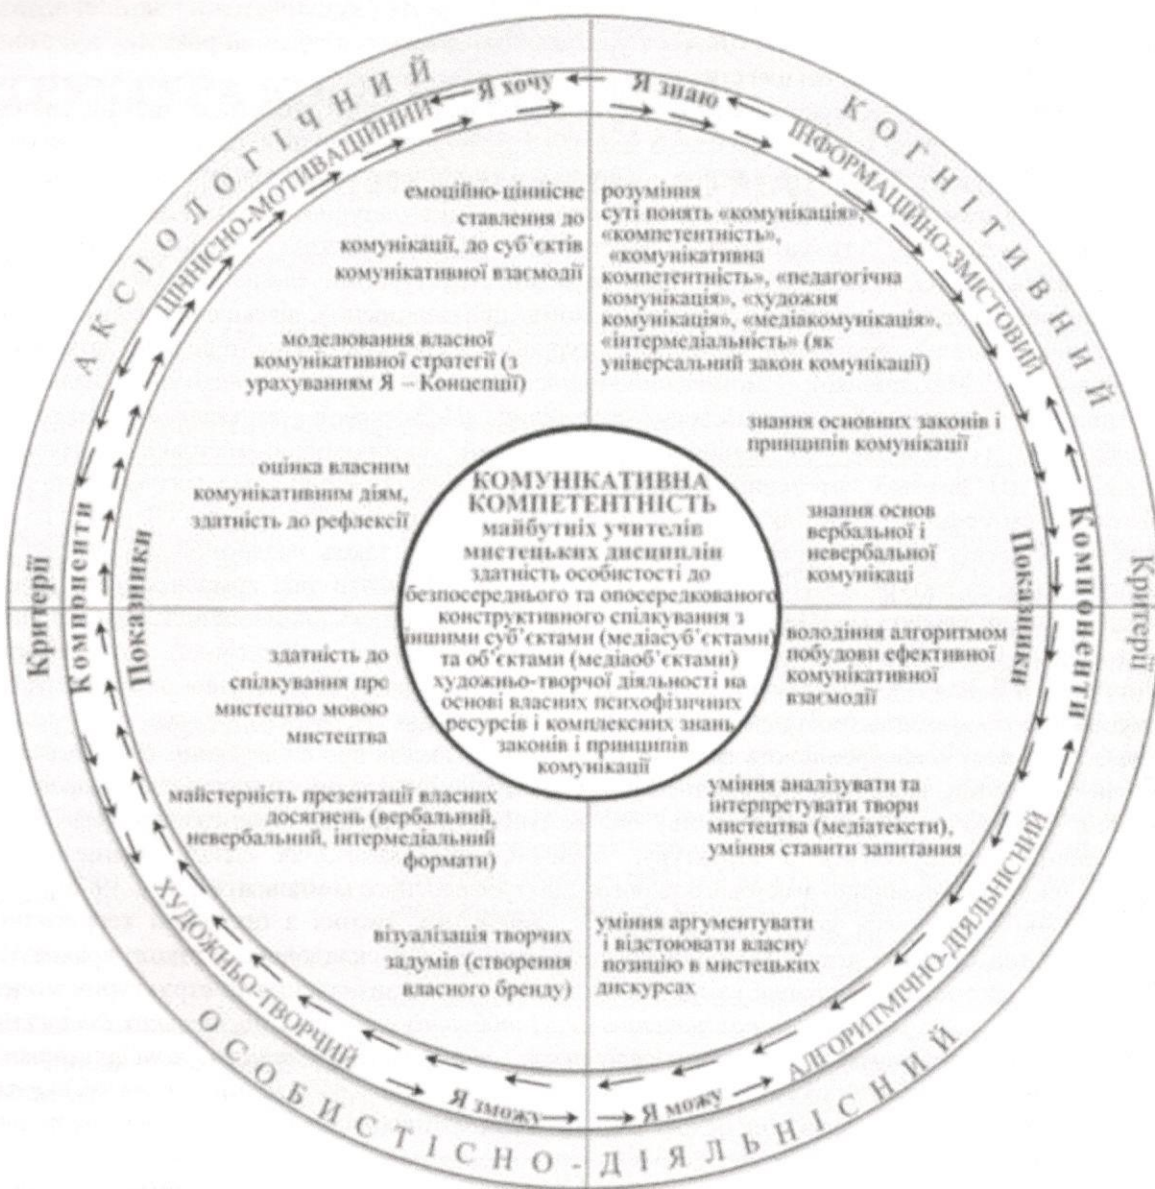 АКСІОЛОГІЧНИЙ
КОГНІТИВНИЙ
Я хочу
Я знаю
ЦІННІСНО-МОТИВАЦІЙНИЙ
ІНФОРМАЦІЙНО-ЗМІСТОВИЙ
емоційно-ціннісне
ставлення до
комунікації, до суб’єктів
комунікативної взаємодії
розуміння
суті понять «комунікація»,
«компетентність»,
«комунікативна
компетентність», «педагогічна
комунікація», «художня
комунікація», «медіакомунікація»,
«інтермедіальність» (як
універсальний закон комунікації)
моделювання власної
комунікативної стратегії (з
урахуванням Я – Концепції)
знання основних законів і
принципів комунікації
оцінка власним
комунікативним діям,
здатність до рефлексії
знання основ
вербальної і
невербальної
комунікаці
Критерії
Компоненти
Показники
КОМУНІКАТИВНА
КОМПЕТЕНТНІСТЬ
майбутніх учителів
мистецьких дисциплін
здатність особистості до
безпосереднього та опосередкованого
конструктивного спілкування з
іншими суб’єктами (медіасуб’єктами)
та об’єктами (медіаоб’єктами)
художньо-творчої діяльності на
основі власних психофізичних
ресурсів і комплексних знань
законів і принципів
комунікації
Показники
Компоненти
Критерії
здатність до
спілкування про
мистецтво мовою
мистецтва
володіння алгоритмом
побудови ефективної
комунікативної
взаємодії
майстерність презентації власних
досягнень (вербальний,
невербальний, інтермедіальний
формати)
уміння аналізувати та
інтерпретувати твори
мистецтва (медіатексти),
уміння ставити запитання
візуалізація творчих
задумів (створення
власного бренду)
уміння аргументувати
і відстоювати власну
позицію в мистецьких
дискурсах
ХУДОЖНЬО-ТВОРЧИЙ
АЛГОРИТМІЧНО-ДІЯЛЬНІСНИЙ
Я зможу
Я можу
ОСОБИСТІСНО-ДІЯЛЬНІСНИЙ